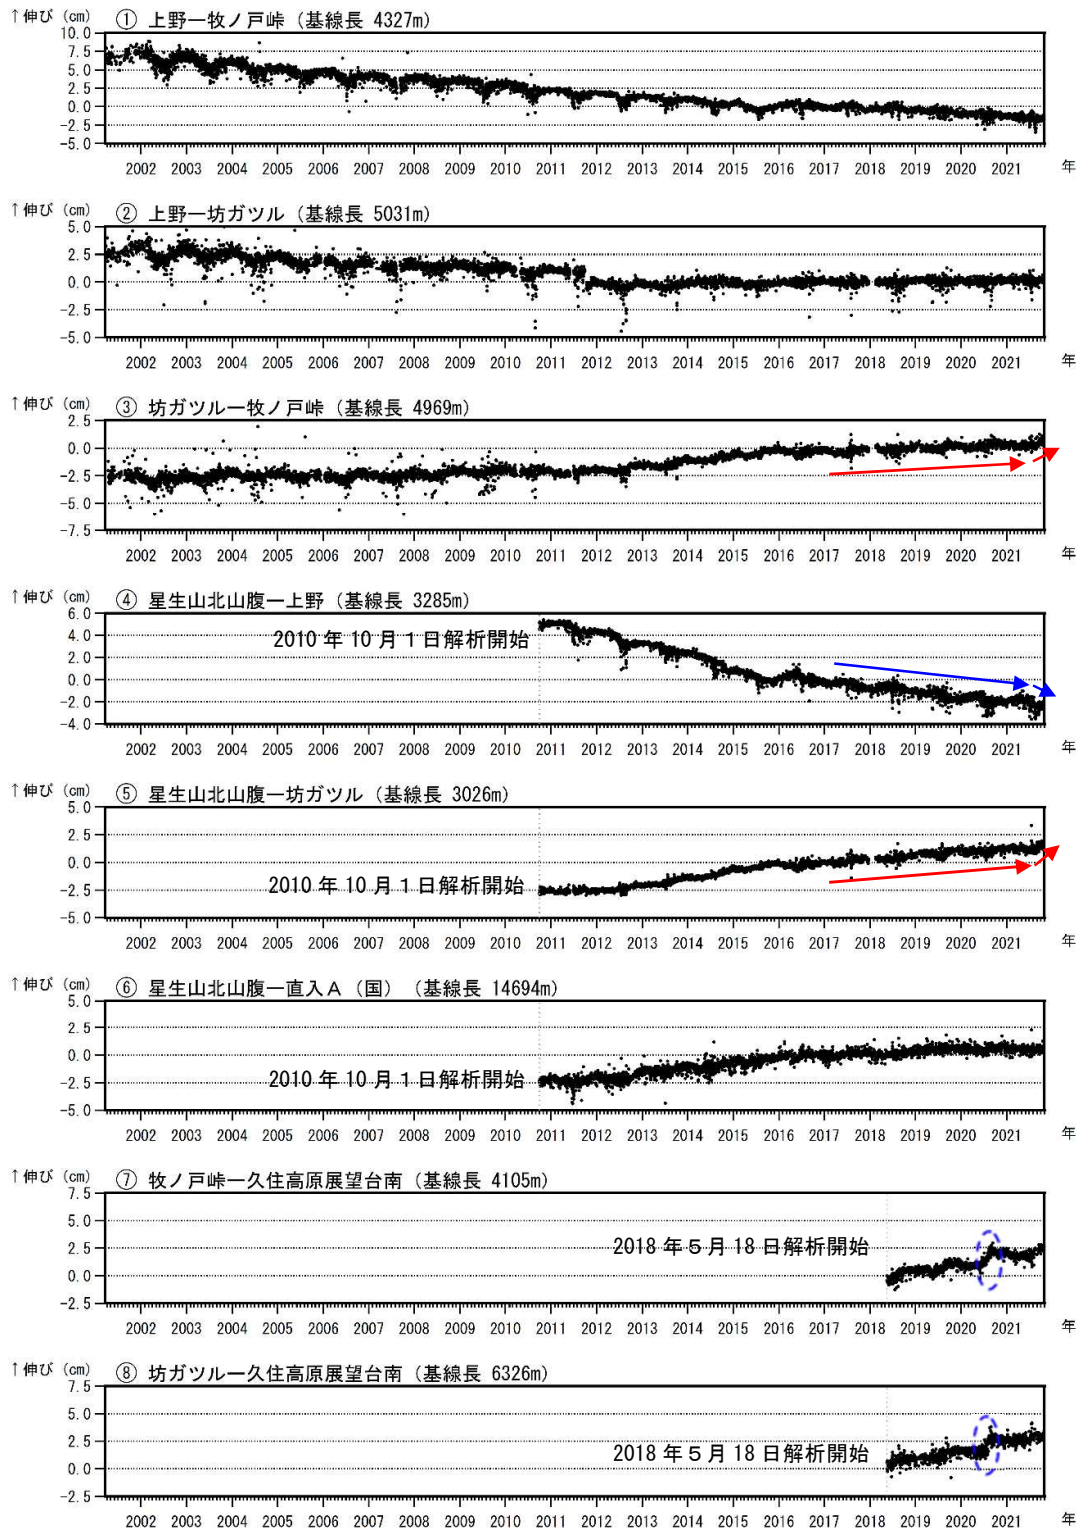 ↑伸び (cm) ① 上野ー牧ノ戸峠 (基線長 4327m)
10.0
7.5
5.0
2.5
0.0
-2.5
-5.0
2002 2003 2004 2005 2006 2007 2008 2009 2010 2011 2012 2013 2014 2015 2016 2017 2018 2019 2020 2021 年
↑伸び (cm) ② 上野ー坊ガツル (基線長 5031m)
5.0
2.5
0.0
-2.5
-5.0
2002 2003 2004 2005 2006 2007 2008 2009 2010 2011 2012 2013 2014 2015 2016 2017 2018 2019 2020 2021 年
↑伸び (cm) ③ 坊ガツルー牧ノ戸峠 (基線長 4969m)
2.5
0.0
-2.5
-5.0
-7.5
2002 2003 2004 2005 2006 2007 2008 2009 2010 2011 2012 2013 2014 2015 2016 2017 2018 2019 2020 2021 年
↑伸び (cm) ④ 星生山北山腹ー上野 (基線長 3285m)
6.0
4.0
2010 年 10 月 1 日解析開始
2.0
0.0
-2.0
-4.0
2002 2003 2004 2005 2006 2007 2008 2009 2010 2011 2012 2013 2014 2015 2016 2017 2018 2019 2020 2021 年
↑伸び (cm) ⑤ 星生山北山腹ー坊ガツル (基線長 3026m)
5.0
2.5
0.0
-2.5
2010 年 10 月 1 日解析開始
-5.0
2002 2003 2004 2005 2006 2007 2008 2009 2010 2011 2012 2013 2014 2015 2016 2017 2018 2019 2020 2021 年
↑伸び (cm) ⑥ 星生山北山腹ー直入A (国) (基線長 14694m)
5.0
2.5
0.0
-2.5
2010 年 10 月 1 日解析開始
-5.0
2002 2003 2004 2005 2006 2007 2008 2009 2010 2011 2012 2013 2014 2015 2016 2017 2018 2019 2020 2021 年
↑伸び (cm) ⑦ 牧ノ戸峠ー久住高原展望台南 (基線長 4105m)
7.5
5.0
2.5
2018 年 5 月 18 日解析開始
0.0
-2.5
2002 2003 2004 2005 2006 2007 2008 2009 2010 2011 2012 2013 2014 2015 2016 2017 2018 2019 2020 2021 年
↑伸び (cm) ⑧ 坊ガツルー久住高原展望台南 (基線長 6326m)
7.5
5.0
2.5
2018 年 5 月 18 日解析開始
0.0
-2.5
2002 2003 2004 2005 2006 2007 2008 2009 2010 2011 2012 2013 2014 2015 2016 2017 2018 2019 2020 2021 年